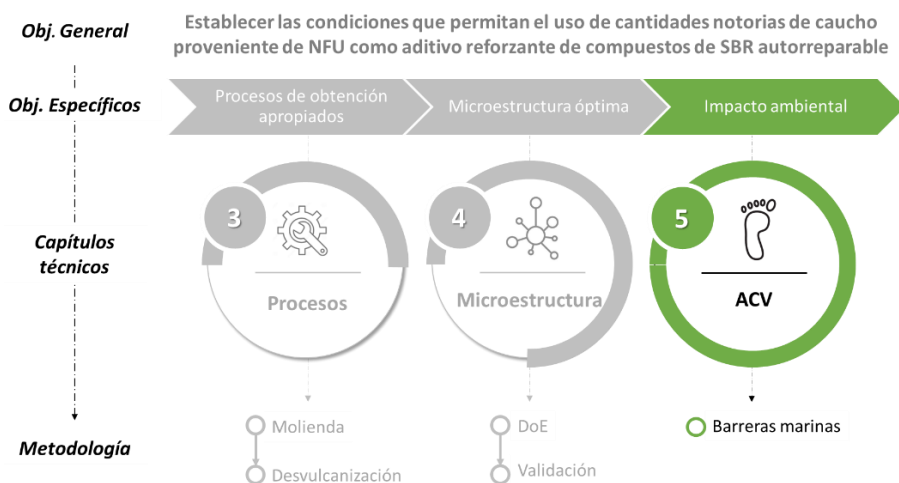 Obj. General
Establecer las condiciones que permitan el uso de cantidades notorias de caucho
proveniente de NFU como aditivo reforzante de compuestos de SBR autorreparable
Obj. Específicos
Procesos de obtención
apropiados
Microestructura óptima
Impacto ambiental
Capítulos
técnicos
3
Procesos
4
Microestructura
5
ACV
Metodología
Molienda
Desvulcanización
DoE
Validación
Barreras marinas